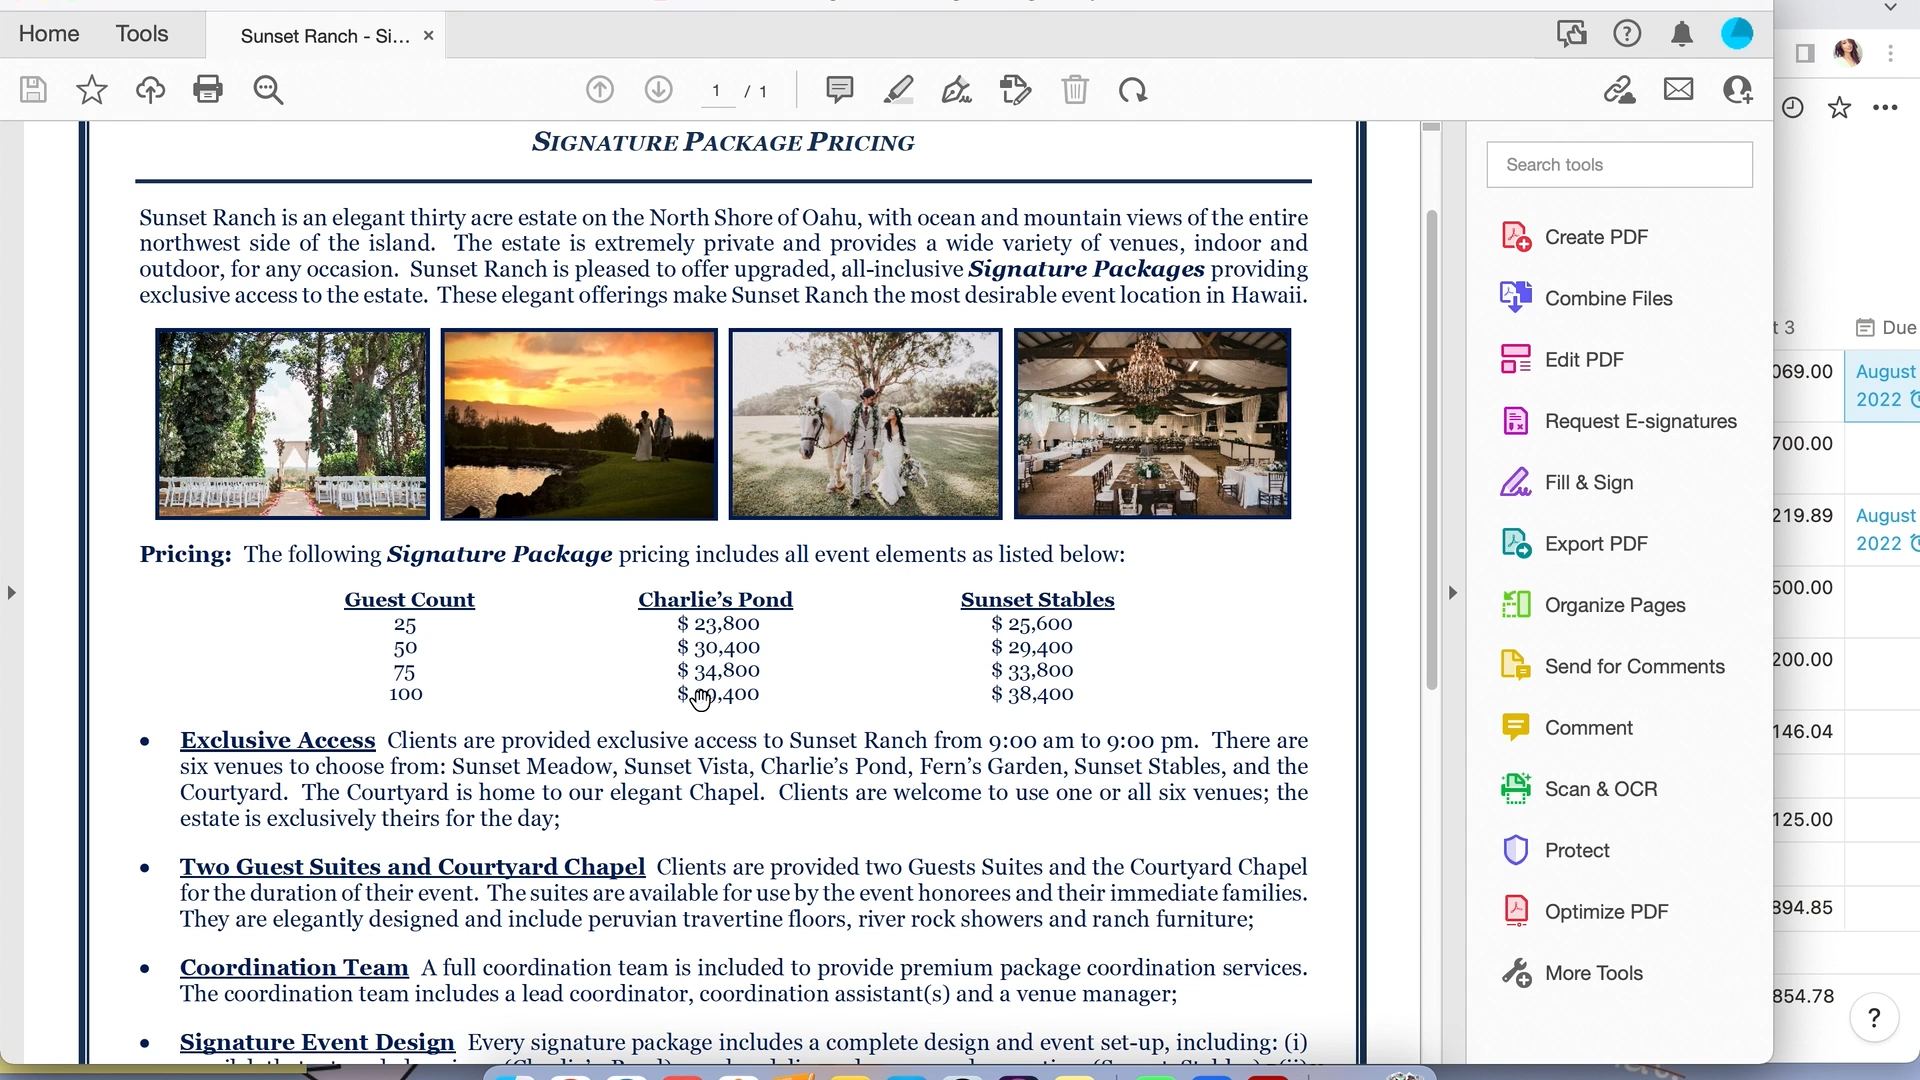 Home
Tools
Sunset Ranch - Si...
1 / 1
SIGNATURE PACKAGE PRICING
Sunset Ranch is an elegant thirty acre estate on the North Shore of Oahu, with ocean and mountain views of the entire
northwest side of the island. The estate is extremely private and provides a wide variety of venues, indoor and
outdoor, for any occasion. Sunset Ranch is pleased to offer upgraded, all-inclusive Signature Packages providing
exclusive access to the estate. These elegant offerings make Sunset Ranch the most desirable event location in Hawaii.
Pricing: The following Signature Package pricing includes all event elements as listed below:
Guest Count Charlie's Pond Sunset Stables
25 $ 23,800 $ 25,600
50 $ 30,400 $ 29,400
75 $ 34,800 $ 33,800
100 $ 38,400
• Exclusive Access Clients are provided exclusive access to Sunset Ranch from 9:00 am to 9:00 pm. There are
six venues to choose from: Sunset Meadow, Sunset Vista, Charlie's Pond, Fern's Garden, Sunset Stables, and the
Courtyard. The Courtyard is home to our elegant Chapel. Clients are welcome to use one or all six venues; the
estate is exclusively theirs for the day;
• Two Guest Suites and Courtyard Chapel Clients are provided two Guests Suites and the Courtyard Chapel
for the duration of their event. The suites are available for use by the event honorees and their immediate families.
They are elegantly designed and include peruvian travertine floors, river rock showers and ranch furniture;
• Coordination Team A full coordination team is included to provide premium package coordination services.
The coordination team includes a lead coordinator, coordination assistant(s) and a venue manager;
• Signature Event Design Every signature package includes a complete design and event set-up, including: (i)
Search tools
Create PDF
Combine Files
Edit PDF
Request E-signatures
Fill & Sign
Export PDF
Organize Pages
Send for Comments
Comment
Scan & OCR
Protect
Optimize PDF
More Tools
t 3 Due
069.00 August
2022
700.00
219.89 August
2022
500.00
200.00
146.04
125.00
894.85
854.78
?